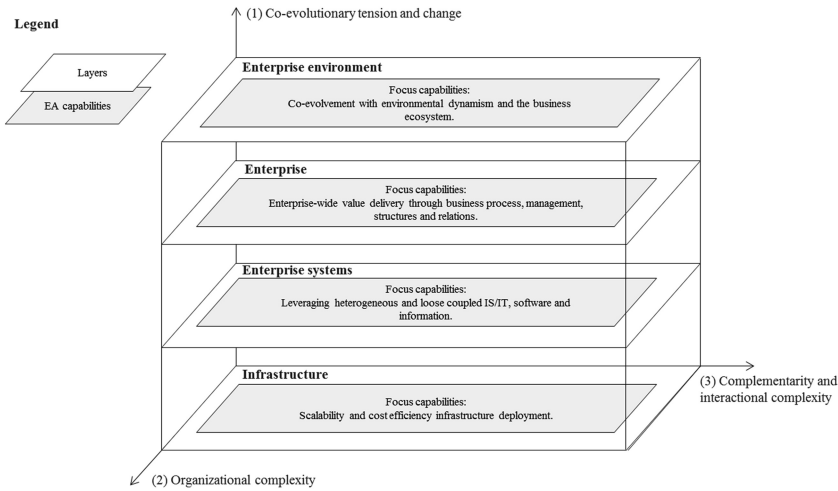 (1) Co-evolutionary tension and change
Legend
Layers
EA capabilities
Enterprise environment
Focus capabilities:
Co-evolvement with environmental dynamism and the business
ecosystem.
Enterprise
Focus capabilities:
Enterprise-wide value delivery through business process, management,
structures and relations.
Enterprise systems
Focus capabilities:
Leveraging heterogeneous and loose coupled IS/IT, software and
information.
Infrastructure
Focus capabilities:
Scalability and cost efficiency infrastructure deployment.
(3) Complementarity and
interactional complexity
(2) Organizational complexity